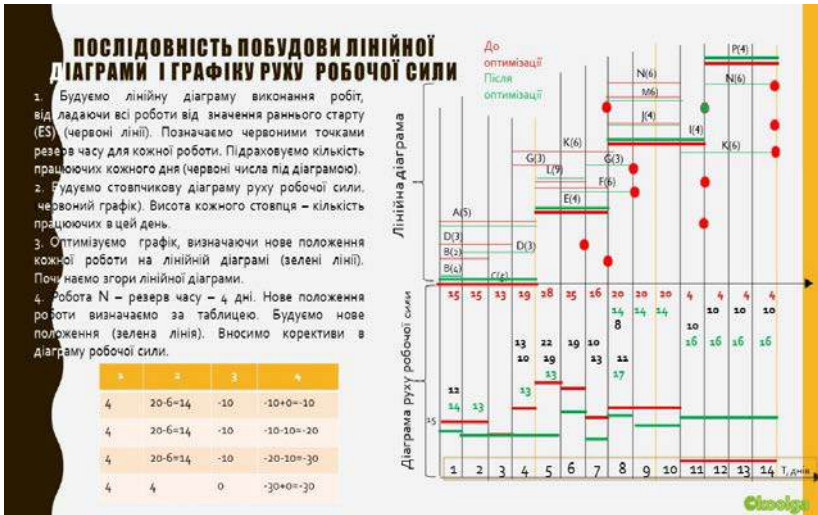 ПОСЛІДОВНІСТЬ ПОБУДОВИ ЛІНІЙНОЇ
ДІАГРАМИ І ГРАФІКУ РУХУ РОБОЧОЇ СИЛИ
1. Будуємо лінійну діаграму виконання робіт,
відкладаючи всі роботи від значення раннього старту
(ES) (червоні лінії). Позначаємо червоними точками
резерв часу для кожної роботи. Підраховуємо кількість
працюючих кожного дня (червоні числа під діаграмою).
2. Будуємо стовпчикову діаграму руху робочої сили.
червоний графік). Висота кожного стовпця – кількість
працюючих в цей день.
3. Оптимізуємо графік, визначаючи нове положення
кожної роботи на лінійній діаграмі (зелені лінії).
Починаємо згори лінійної діаграми.
4. Робота N – резерв часу – 4 дні. Нове положення
роботи визначаємо за таблицею. Будуємо нове
положення (зелена лінія). Вносимо корективи в
діаграму робочої сили.
1 2 3 4
4 20-6=14 -10 -10+0=-10
4 20-6=14 -10 -10-10=-20
4 20-6=14 -10 -20-10=-30
4 4 0 -30+0=-30
До
оптимізації
Після
оптимізації
Лінійна діаграма
P(4)
N(6) N(6)
M6)
J(4)
I(4)
K(6) K(6)
G(3) G(3)
L(9)
F(6)
E(4)
A(5)
D(3) D(3)
B(2)
B(4)
C(5)
Діаграма руху робочої сили
15 15 13 19 28 25 16 20 20 20 4 4 4 4
14 14 14 10 10 10
8
13 22 19 10 10
10 19 13 11 16 16 16 16
13 13 17
12
14 13
15
1 2 3 4 5 6 7 8 9 10 11 12 13 14 T, днів
©koolga